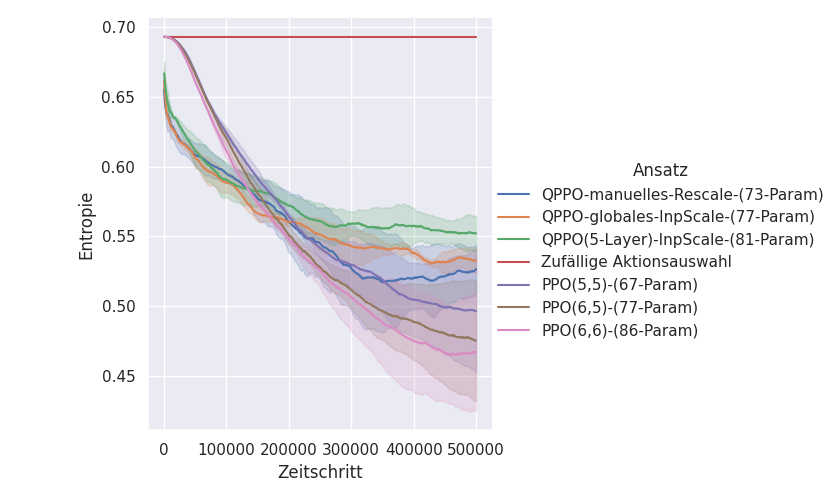 0.70
0.65
0.60
0.55
0.50
0.45
Entropie
0 100000 200000 300000 400000 500000
Zeitschritt
Ansatz
QPPO-manuelles-Rescale-(73-Param)
QPPO-globales-InpScale-(77-Param)
QPPO(5-Layer)-InpScale-(81-Param)
Zufällige Aktionsauswahl
PPO(5,5)-(67-Param)
PPO(6,5)-(77-Param)
PPO(6,6)-(86-Param)